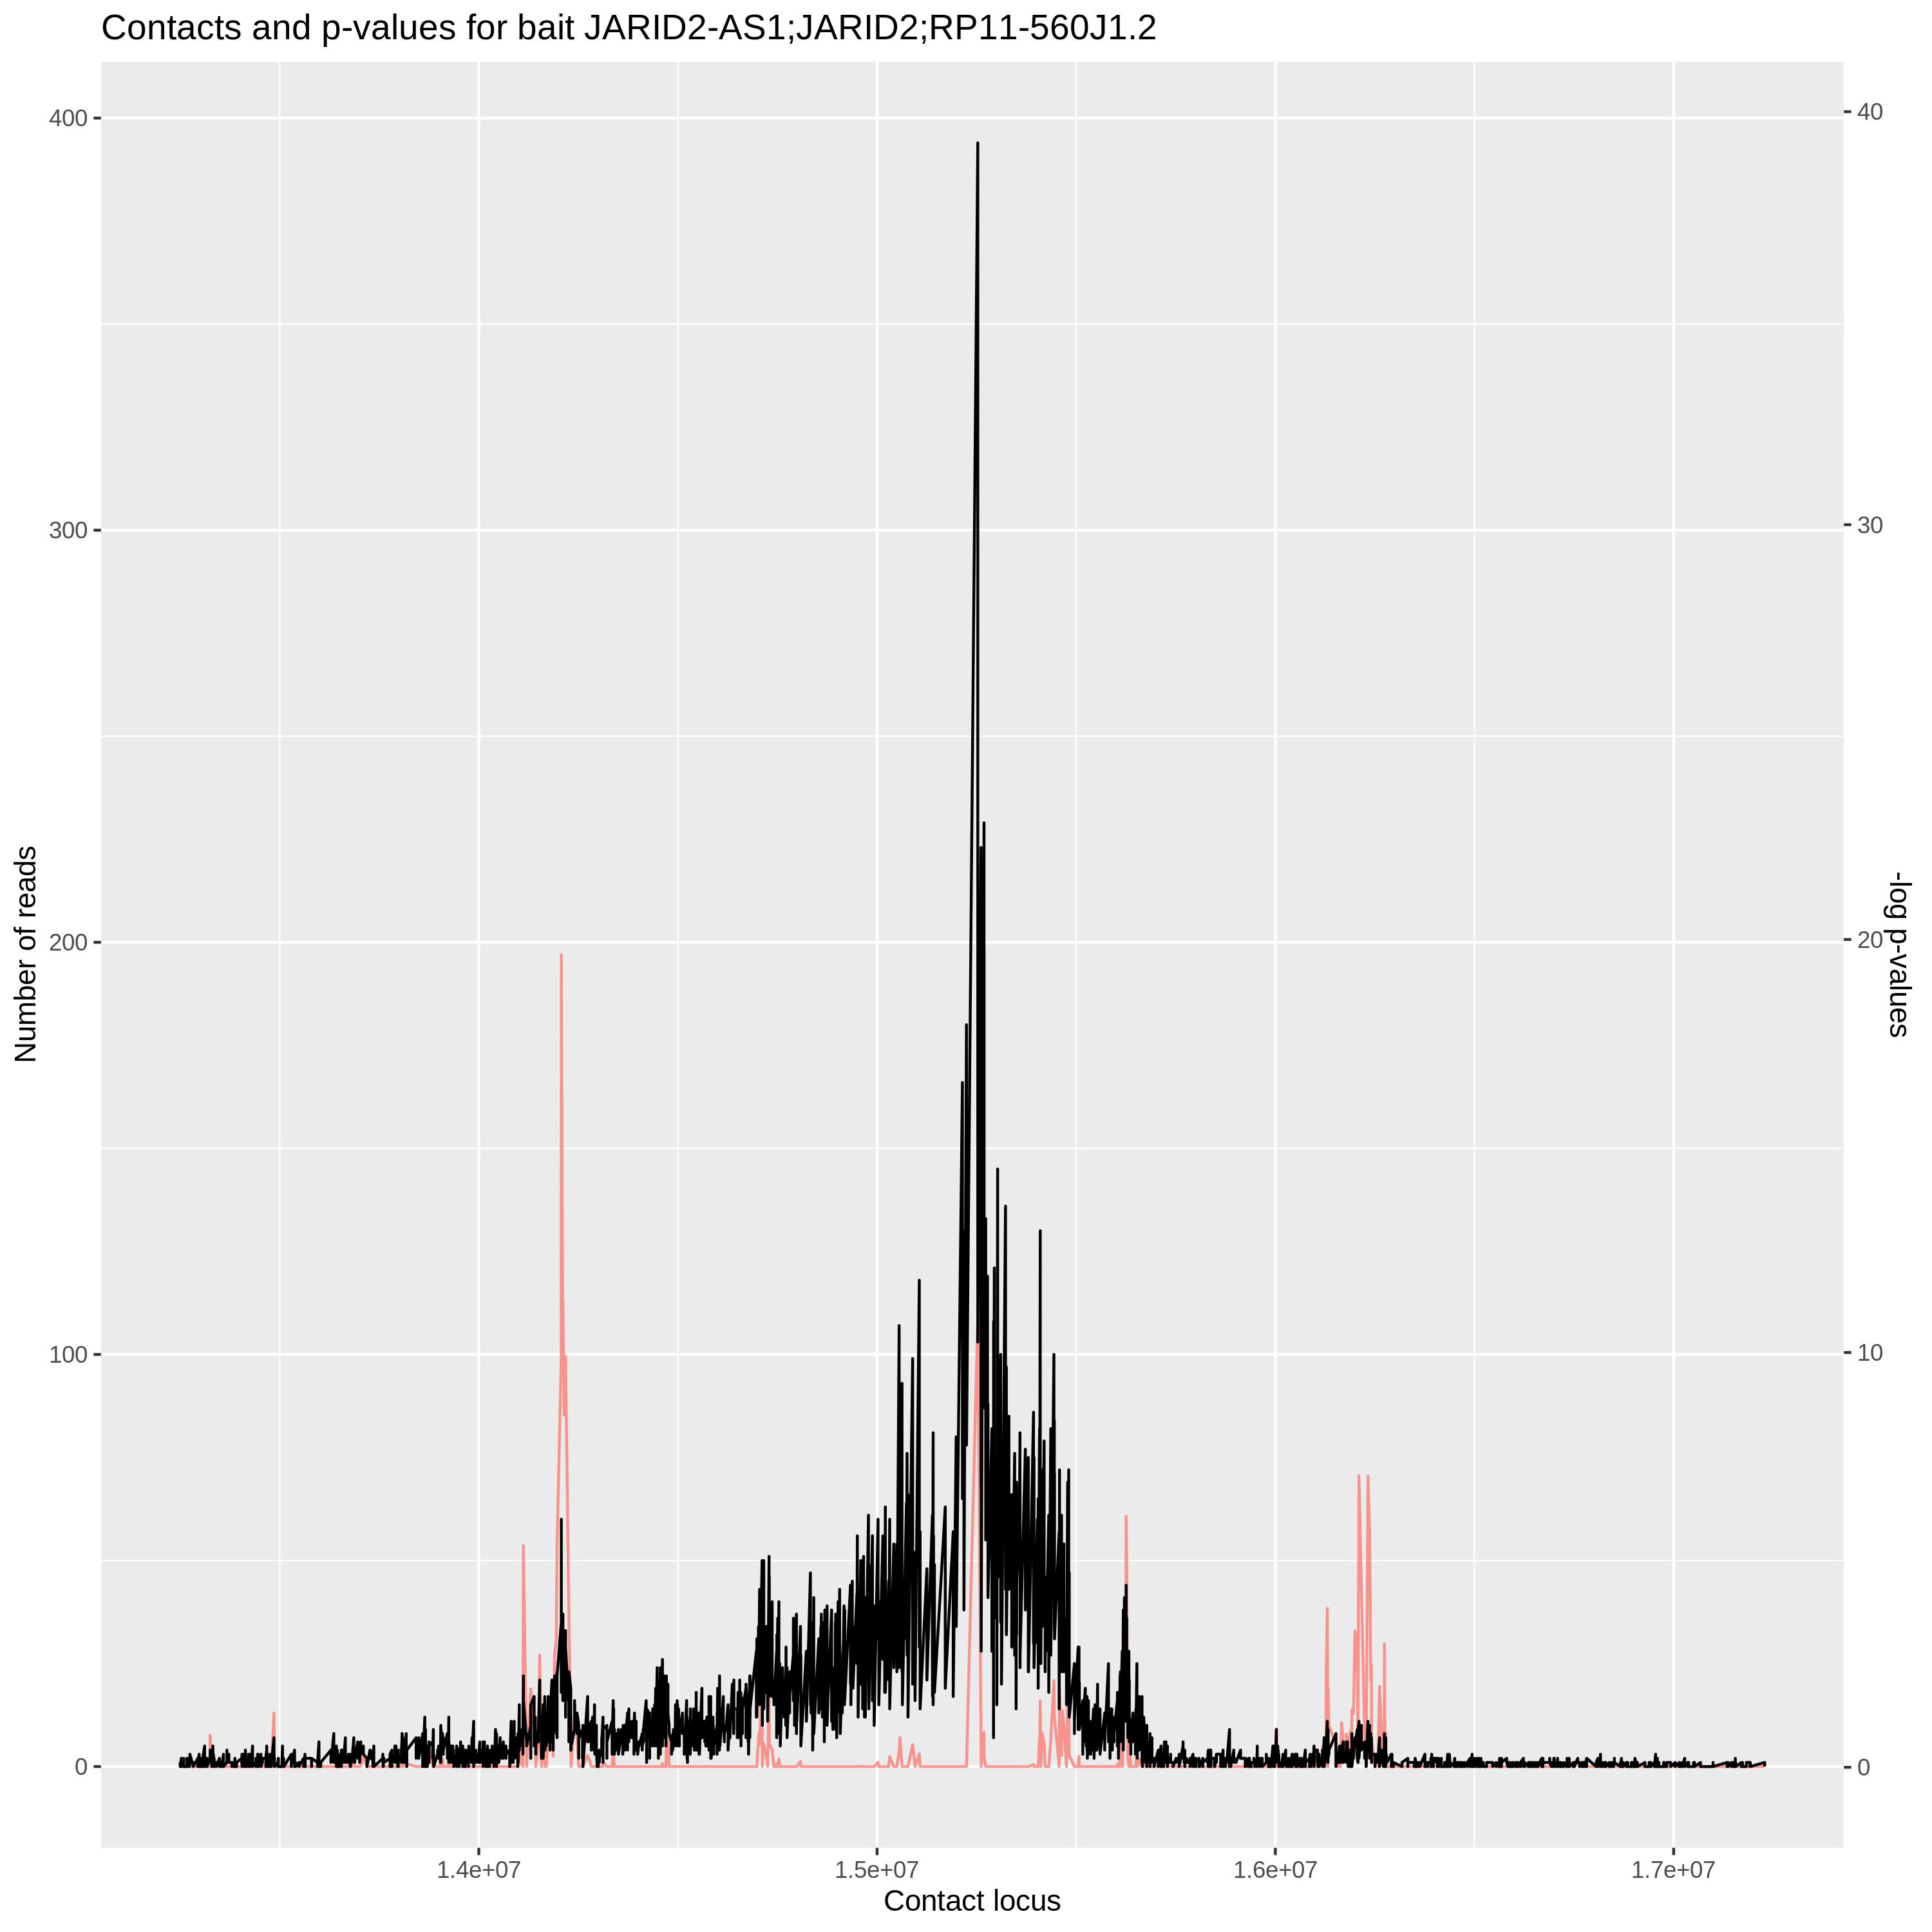 Contacts and p-values for bait JARID2-AS1;JARID2;RP11-560J1.2
400
300
200
100
0
Number of reads
40
30
20
10
0
-log p-values
1.4e+07
1.5e+07
1.6e+07
1.7e+07
Contact locus